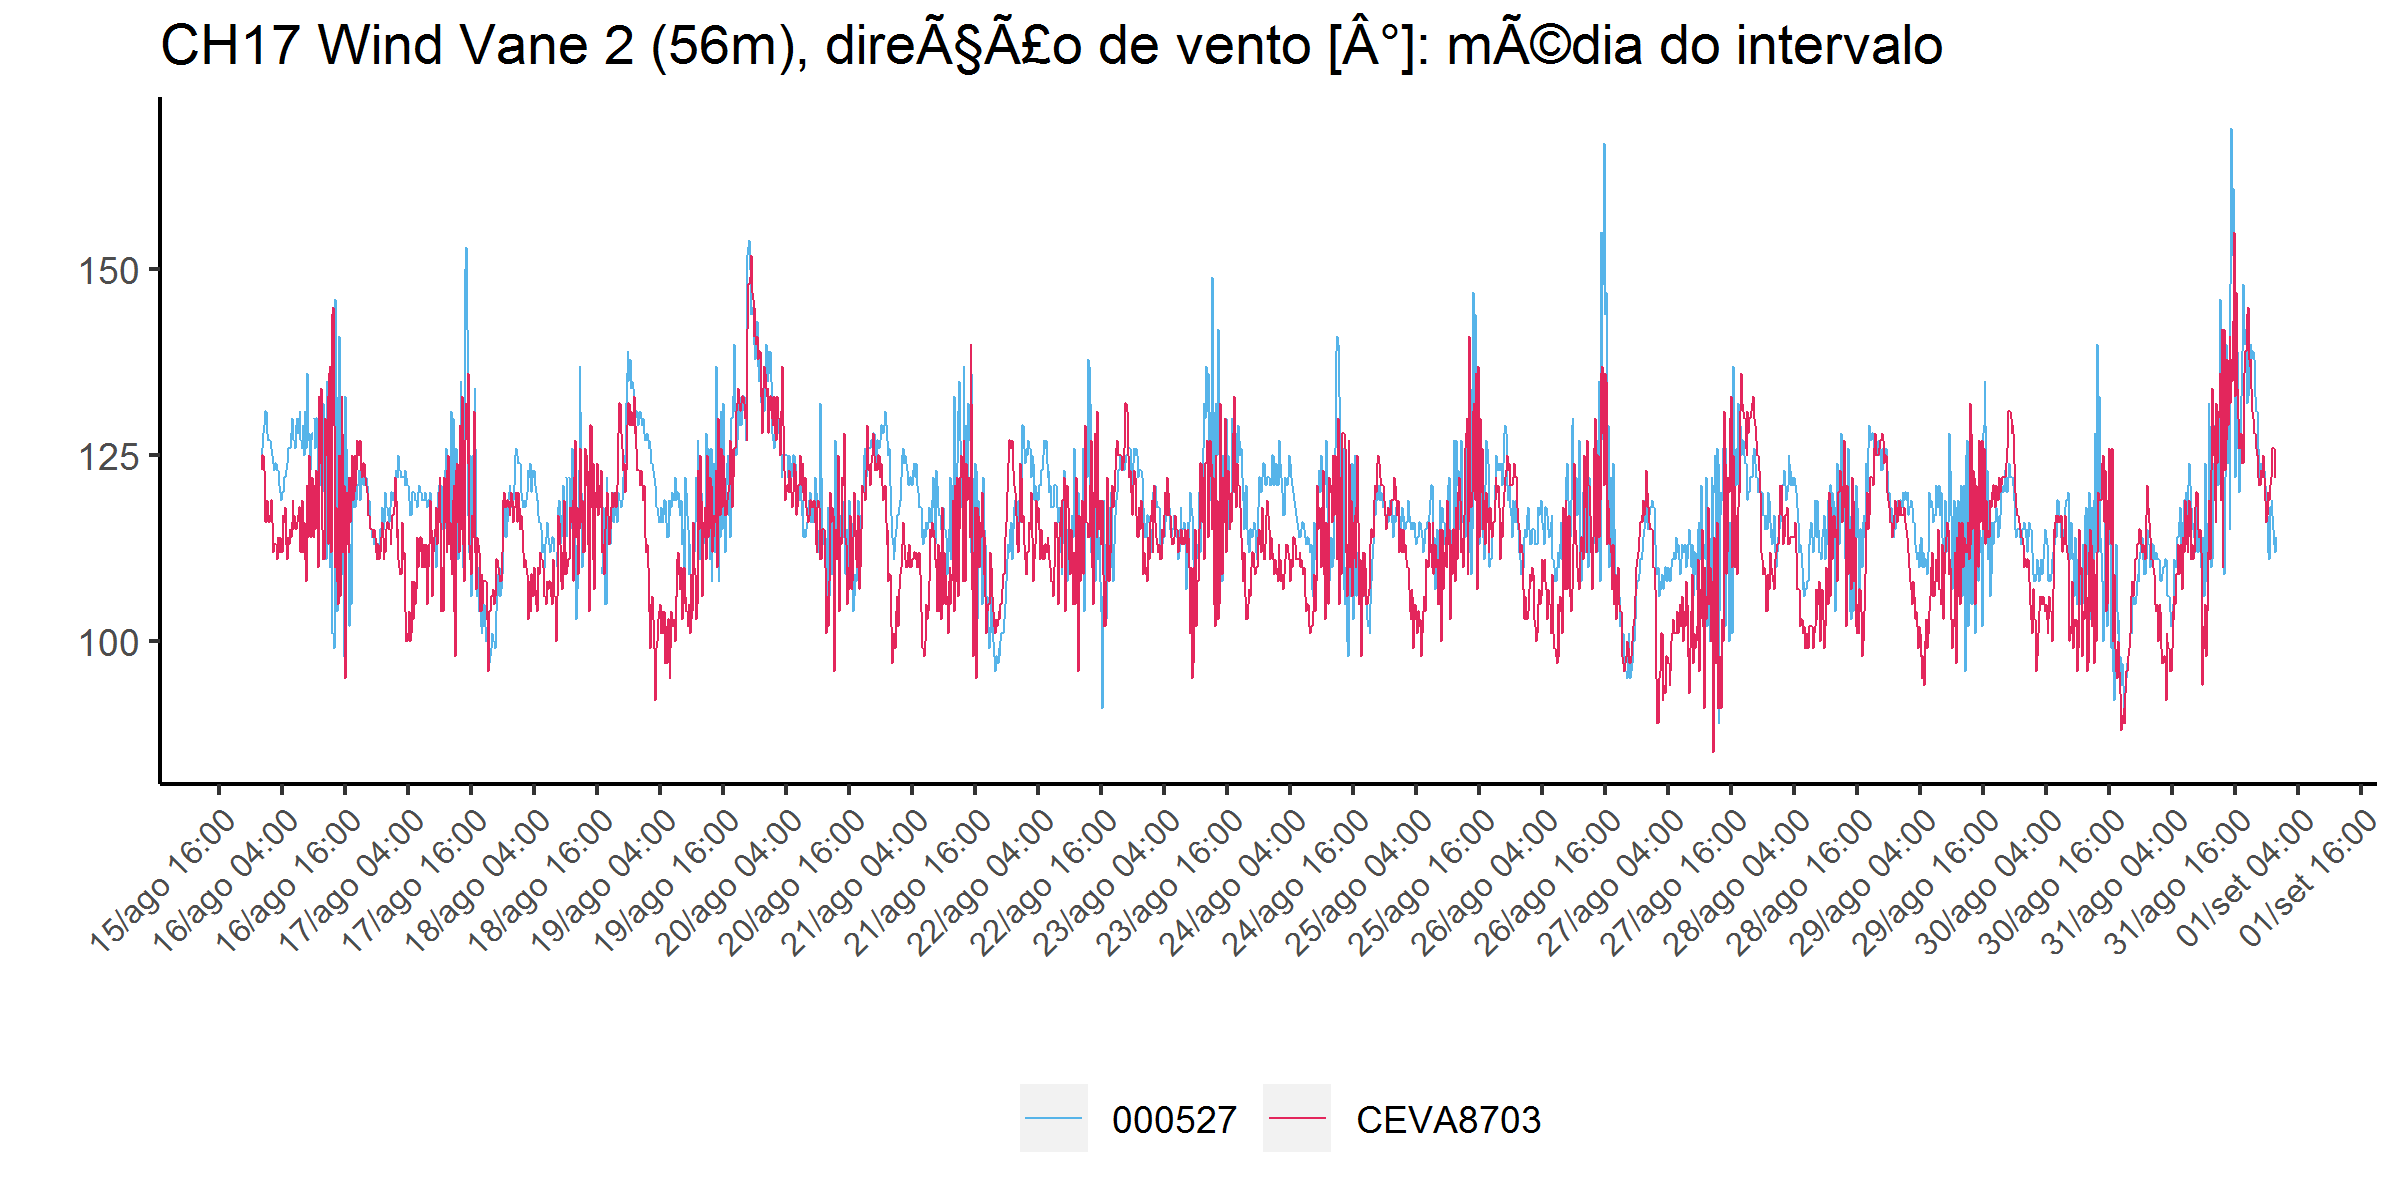 CH17 Wind Vane 2 (56m), direÃ§Ã£o de vento [Â°]: mÃ©dia do intervalo
150
125
100
15/ago 16:00
16/ago 04:00
16/ago 16:00
17/ago 04:00
17/ago 16:00
18/ago 04:00
18/ago 16:00
19/ago 04:00
19/ago 16:00
20/ago 04:00
20/ago 16:00
21/ago 04:00
21/ago 16:00
22/ago 04:00
22/ago 16:00
23/ago 04:00
23/ago 16:00
24/ago 04:00
24/ago 16:00
25/ago 04:00
25/ago 16:00
26/ago 04:00
26/ago 16:00
27/ago 04:00
27/ago 16:00
28/ago 04:00
28/ago 16:00
29/ago 04:00
29/ago 16:00
30/ago 04:00
30/ago 16:00
31/ago 04:00
31/ago 16:00
01/set 04:00
01/set 16:00
000527
CEVA8703